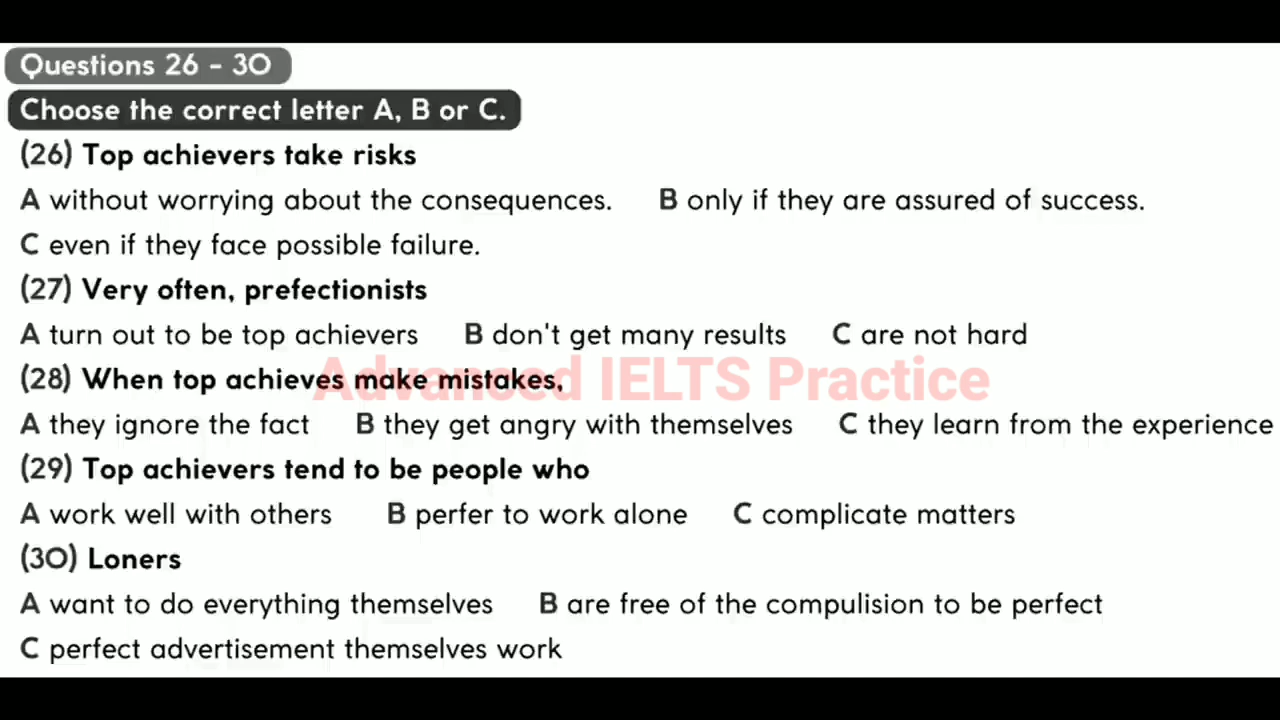 Questions 26 - 30
Choose the correct letter A, B or C.
(26) Top achievers take risks
A without worrying about the consequences. B only if they are assured of success.
C even if they face possible failure.
(27) Very often, prefectionists
A turn out to be top achievers B don't get many results C are not hard
Advanced IELTS Practice
(28) When top achieves make mistakes,
A they ignore the fact B they get angry with themselves C they learn from the experience
(29) Top achievers tend to be people who
A work well with others B perfer to work alone C complicate matters
(30) Loners
A want to do everything themselves B are free of the compulision to be perfect
C perfect advertisement themselves work